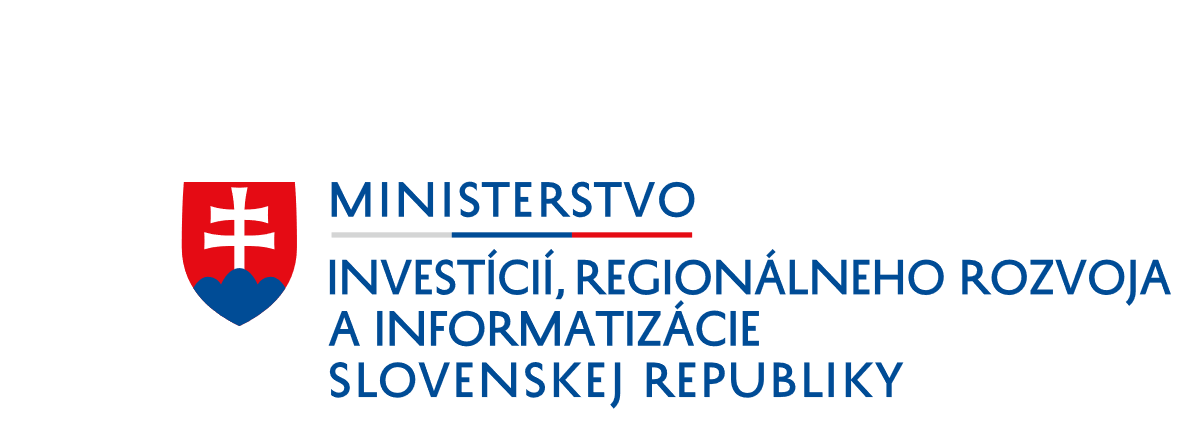 MINISTERSTVO
INVESTÍCIÍ, REGIONÁLNEHO ROZVOJA
A INFORMATIZÁCIE
SLOVENSKEJ REPUBLIKY